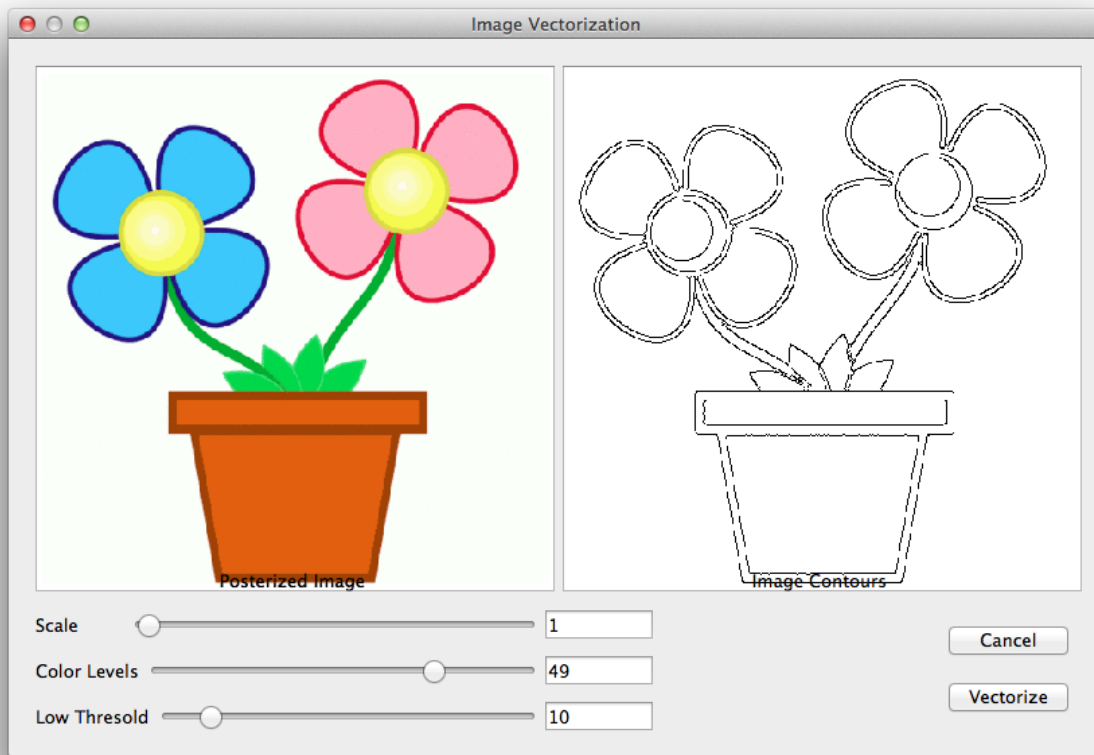 Image Vectorization
Posterized Image
Image Contours
Scale
1
Color Levels
49
Low Thresold
10
Cancel
Vectorize